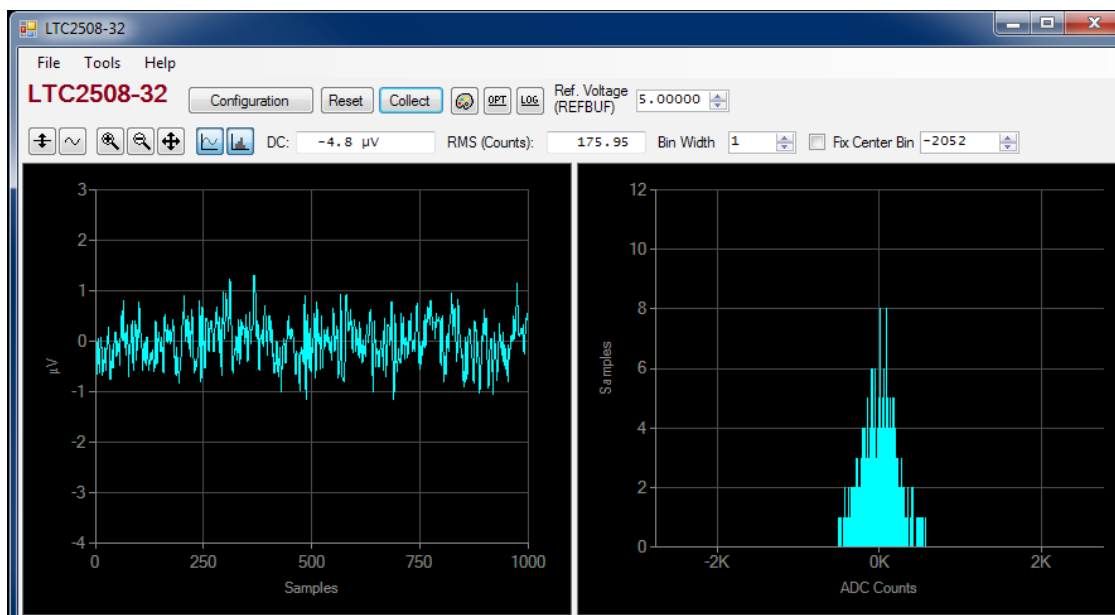 LTC2508-32
File Tools Help
LTC2508-32 Configuration Reset Collect OPT LOG Ref. Voltage (REFBUF) 5.00000
DC: -4.8 µV RMS (Counts): 175.95 Bin Width 1 Fix Center Bin -2052
3
2
1
0
-1
-2
-3
-4
µV
0 250 500 750 1000
Samples
12
10
8
6
4
2
0
Samples
-2K 0K 2K
ADC Counts